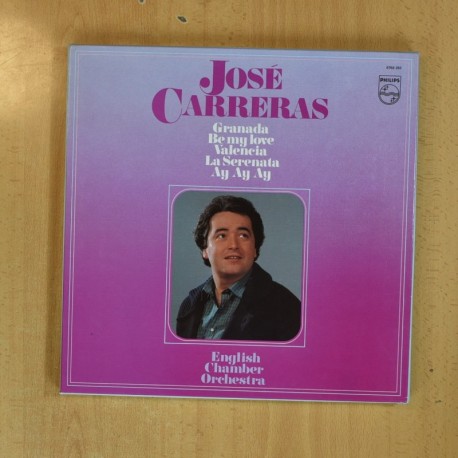 JOSÉ
CARRERAS
PHILIPS
Granada
Be my love
Valencia
La Serenata
Ay Ay Ay
English
Chamber
Orchestra